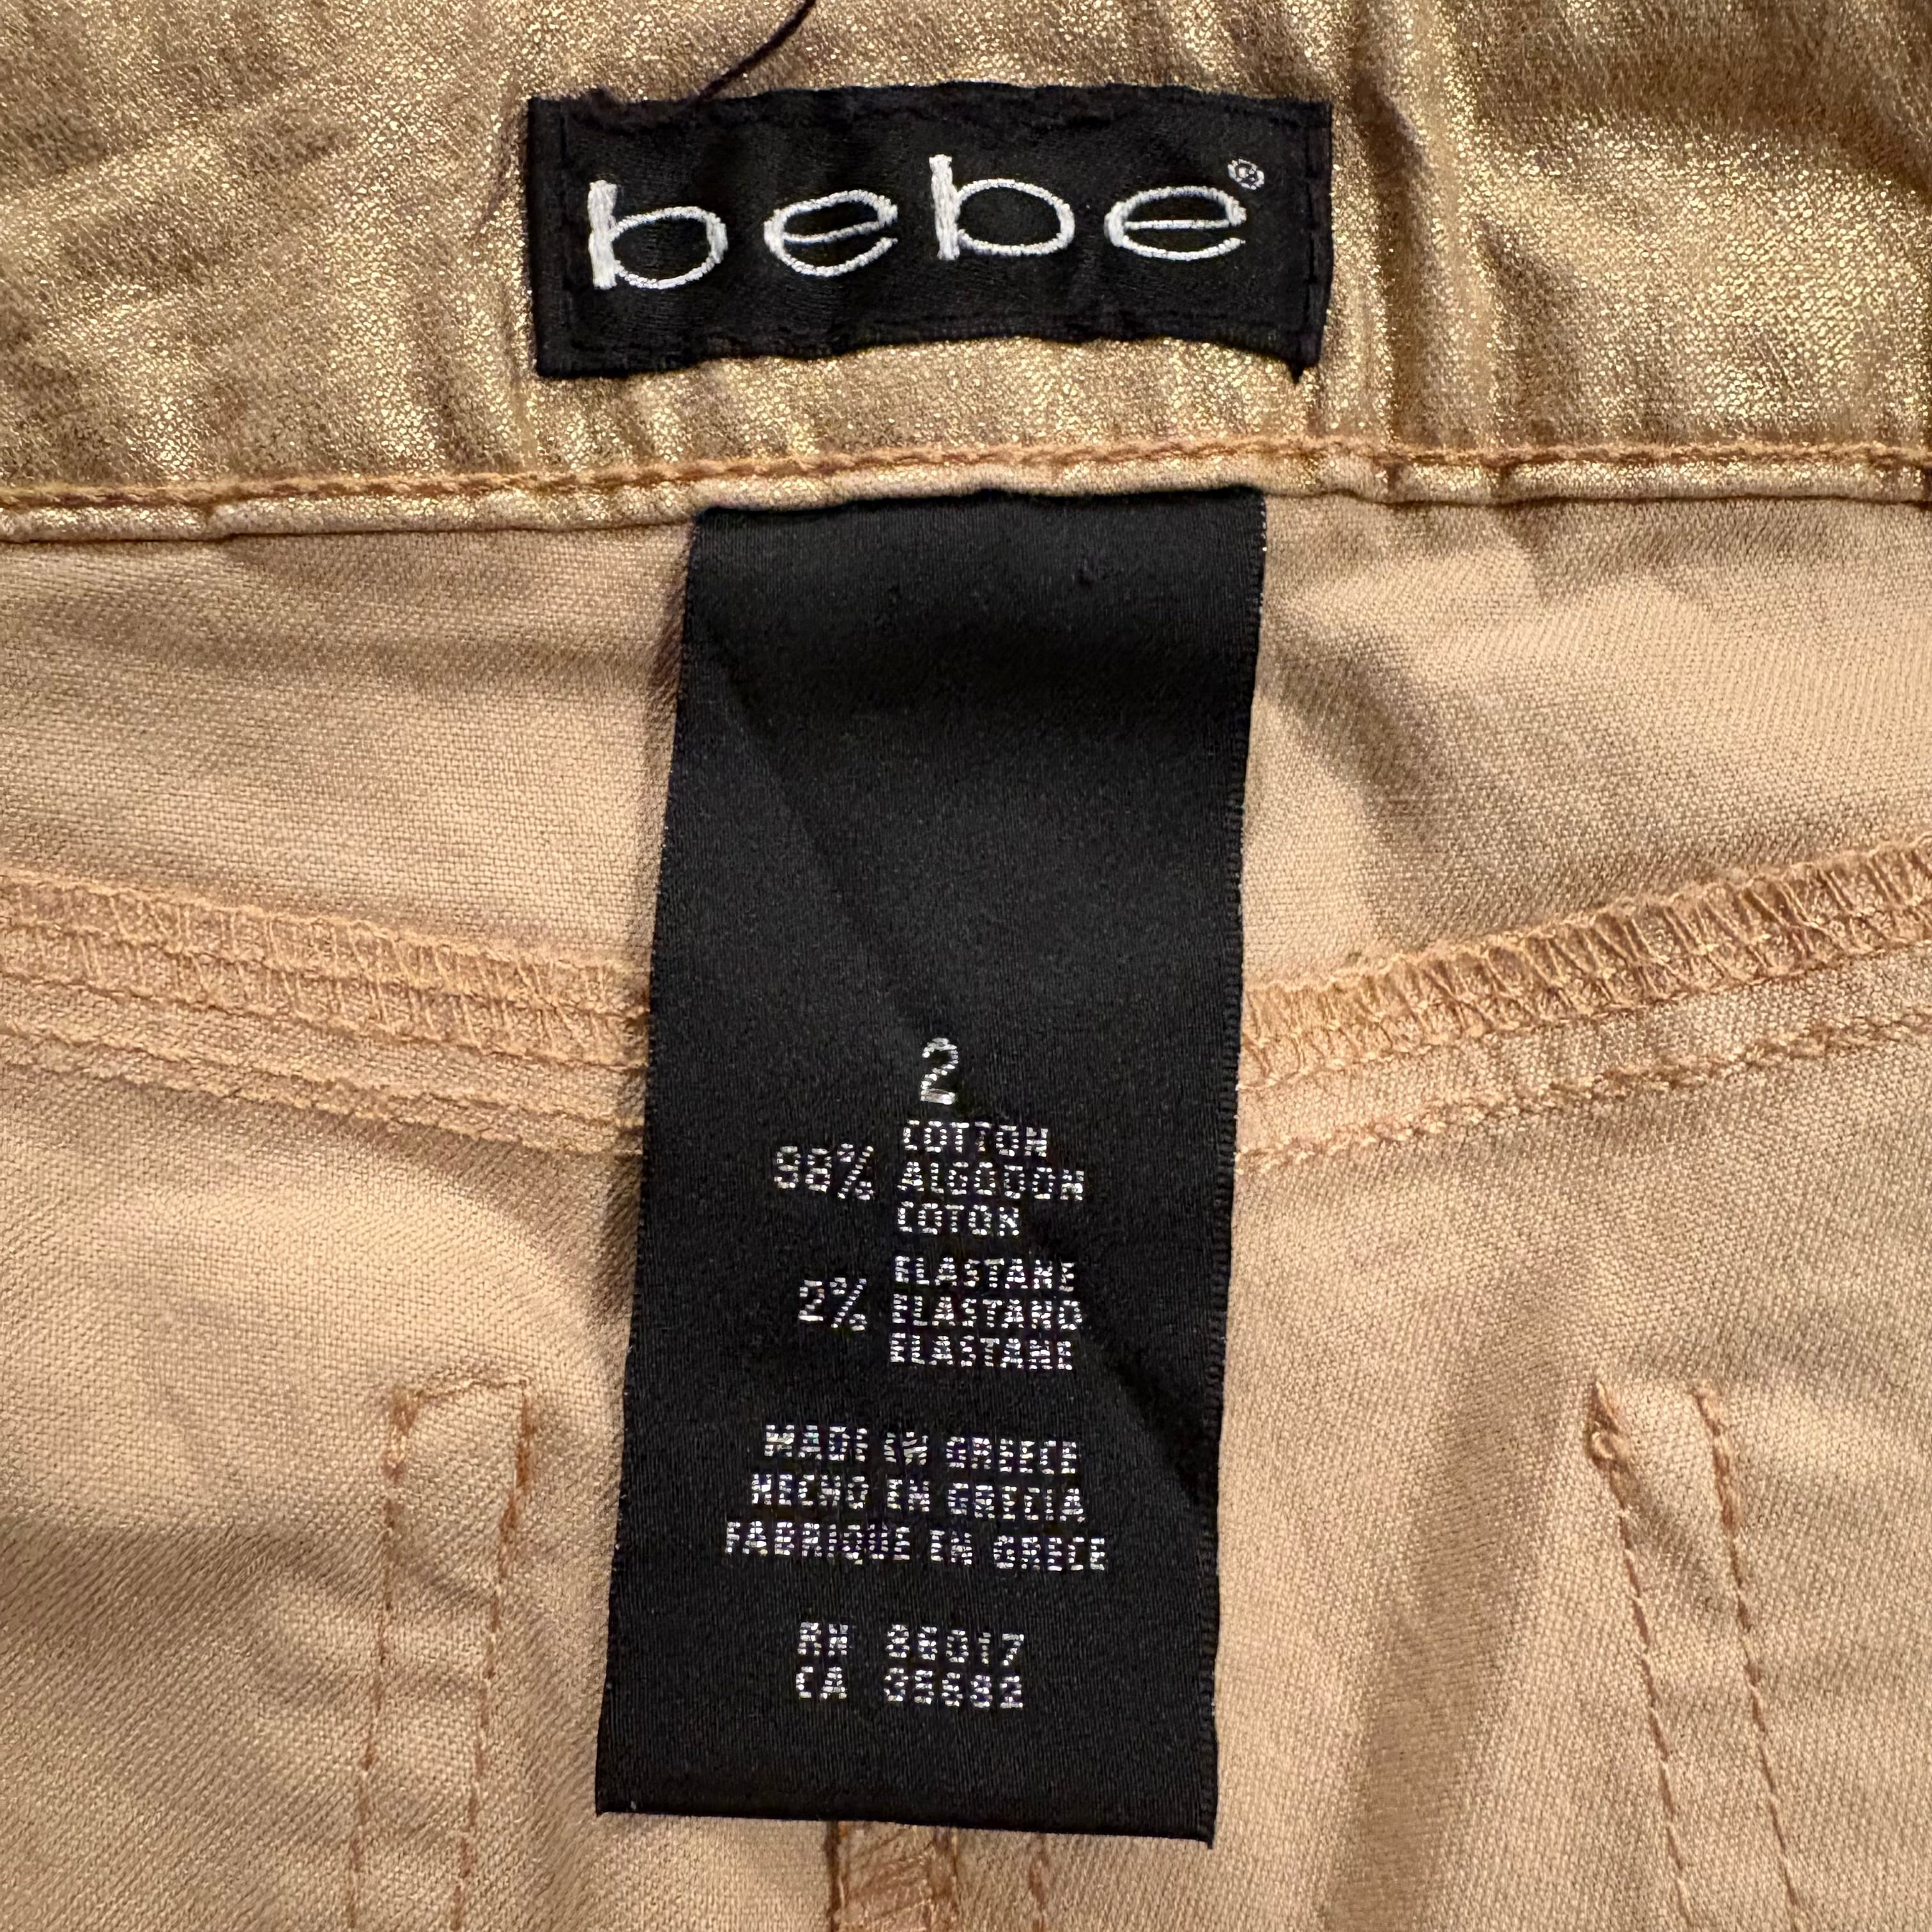 bebe®
2
98% COTTON
ALGODON
COTON
2% ELASTANE
ELASTANO
ELASTANE
MADE IN GREECE
HECHO EN GRECIA
FABRIQUE EN GRECE
RN 86017
CA 35682